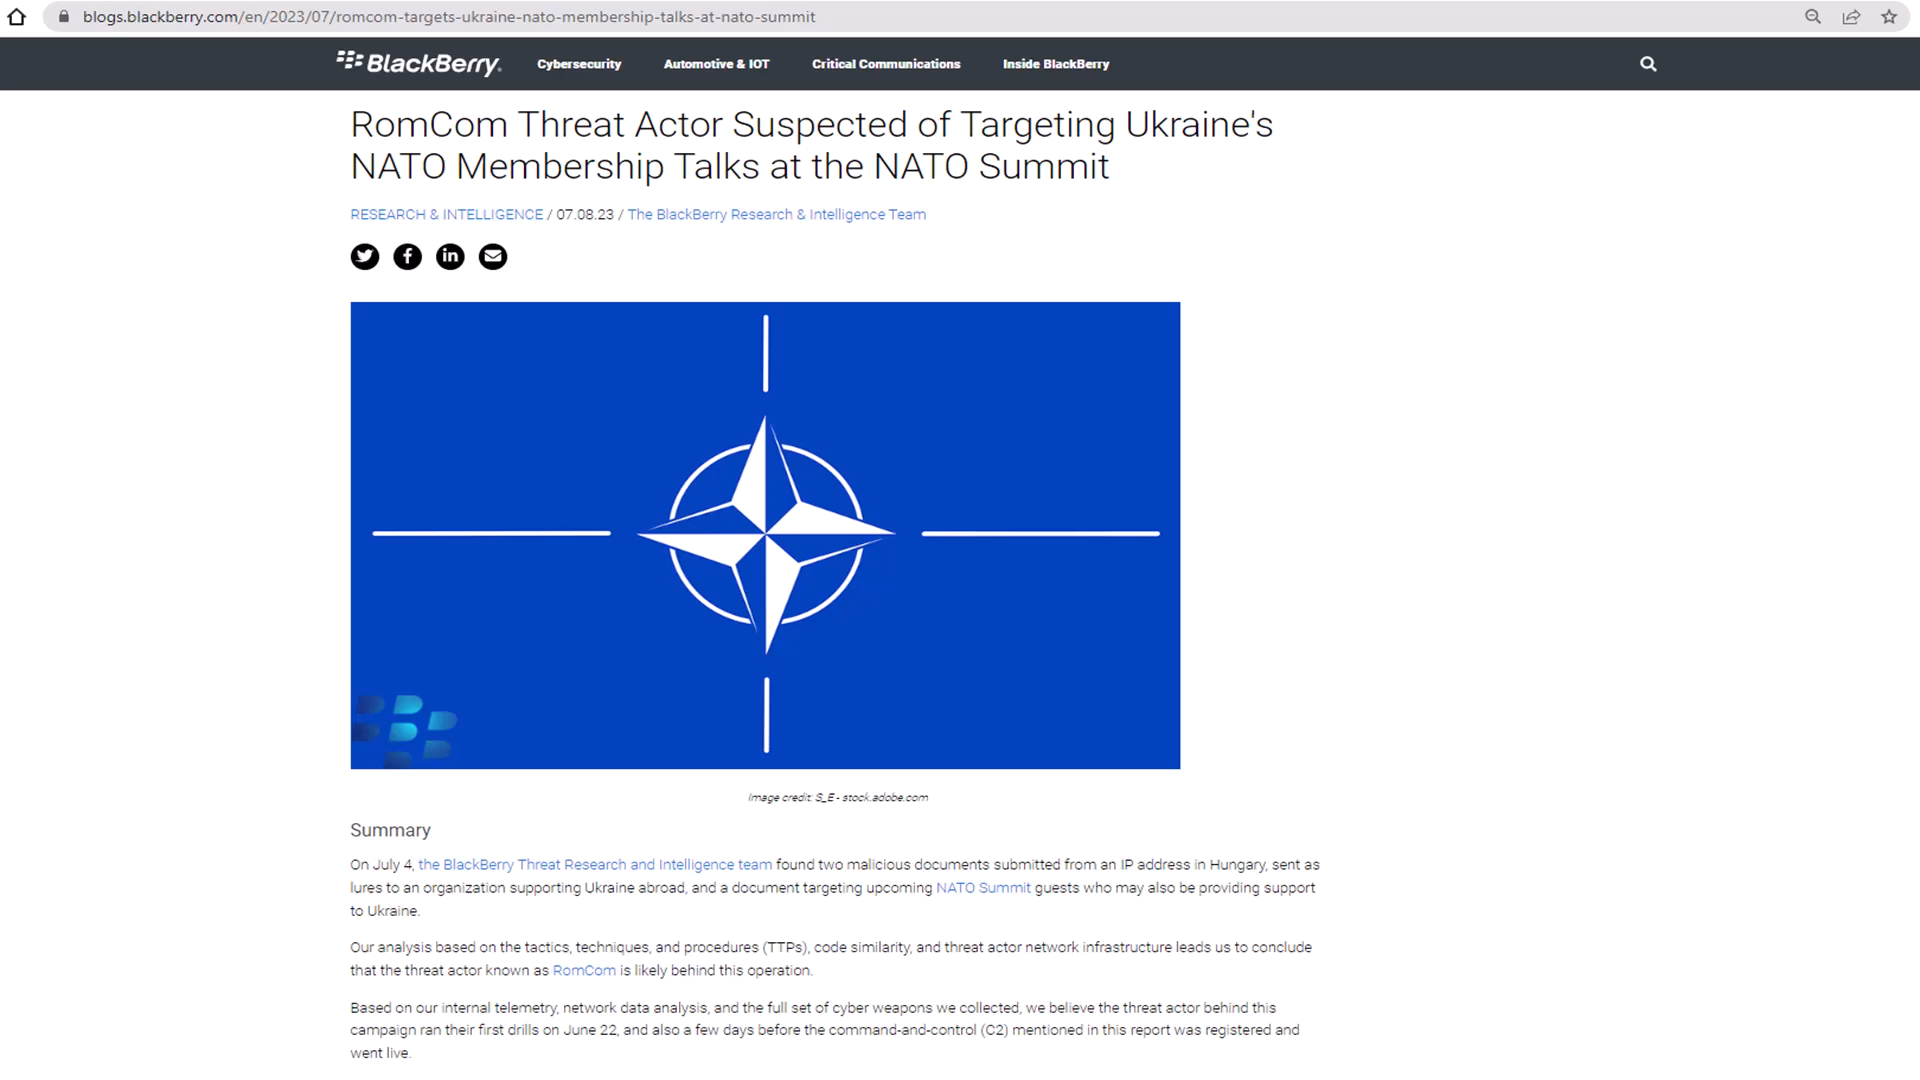 blogs.blackberry.com/en/2023/07/romcom-targets-ukraine-nato-membership-talks-at-nato-summit
BlackBerry. Cybersecurity Automotive & IOT Critical Communications Inside BlackBerry
RomCom Threat Actor Suspected of Targeting Ukraine's
NATO Membership Talks at the NATO Summit
RESEARCH & INTELLIGENCE / 07.08.23 / The BlackBerry Research & Intelligence Team
Image credit: S_E - stock.adobe.com
Summary
On July 4, the BlackBerry Threat Research and Intelligence team found two malicious documents submitted from an IP address in Hungary, sent as
lures to an organization supporting Ukraine abroad, and a document targeting upcoming NATO Summit guests who may also be providing support
to Ukraine.
Our analysis based on the tactics, techniques, and procedures (TTPs), code similarity, and threat actor network infrastructure leads us to conclude
that the threat actor known as RomCom is likely behind this operation.
Based on our internal telemetry, network data analysis, and the full set of cyber weapons we collected, we believe the threat actor behind this
campaign ran their first drills on June 22, and also a few days before the command-and-control (C2) mentioned in this report was registered and
went live.